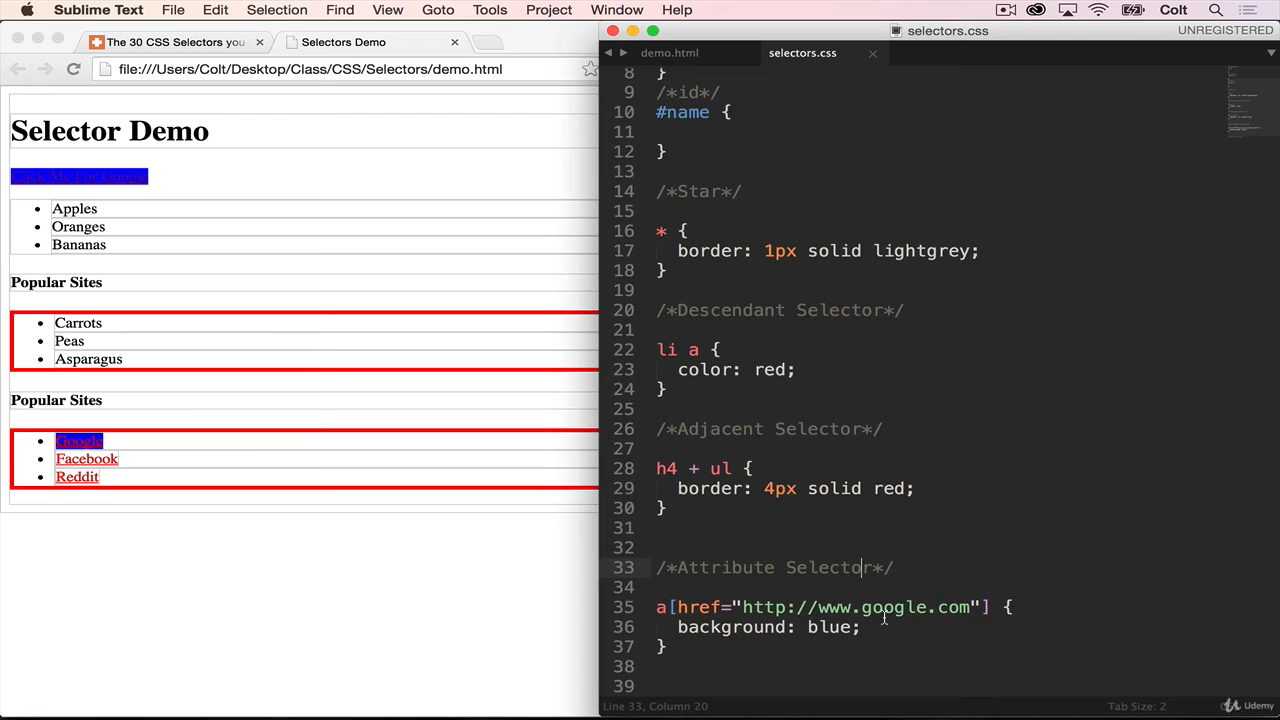 Sublime Text File Edit Selection Find View Goto Tools Project Window Help Colt
The 30 CSS Selectors you
Selectors Demo
file:///Users/Colt/Desktop/Class/CSS/Selectors/demo.html
Selector Demo
Click Me For Google
Apples
Oranges
Bananas
Popular Sites
Carrots
Peas
Asparagus
Popular Sites
Google
Facebook
Reddit
selectors.css
UNREGISTERED
demo.html
selectors.css
8 }
9 /*id*/
10 #name {
11
12 }
13
14 /*Star*/
15
16 * {
17 border: 1px solid lightgrey;
18 }
19
20 /*Descendant Selector*/
21
22 li a {
23 color: red;
24 }
25
26 /*Adjacent Selector*/
27
28 h4 + ul {
29 border: 4px solid red;
30 }
31
32
33 /*Attribute Selector*/
34
35 a[href="http://www.google.com"] {
36 background: blue;
37 }
38
39
Line 33, Column 20
Tab Size: 2
Udemy